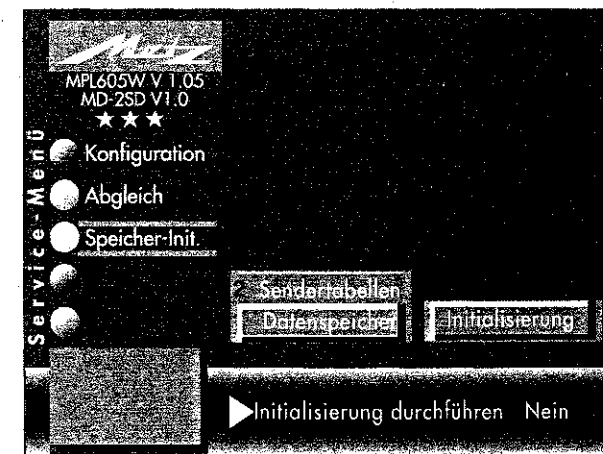 Metz
MPL605W V 1.05
MD-2SD V1.0
Service-Menü
Konfiguration
Abgleich
Speicher-Init.
Sendertabellen
Datenspeicher
Initialisierung
Initialisierung durchführen Nein